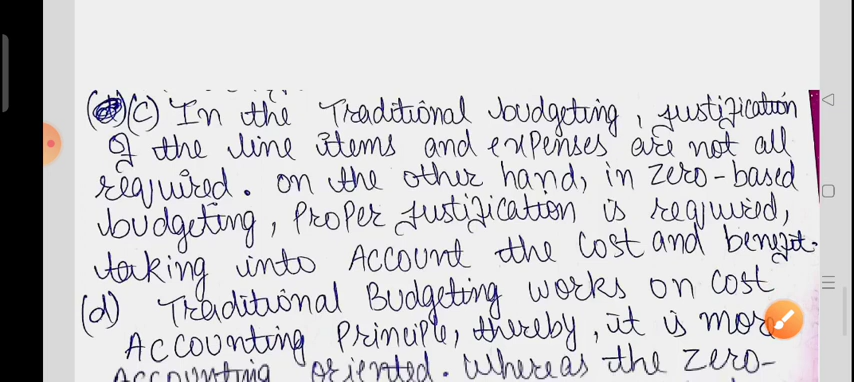 (c) In the Traditional budgeting, justification
of the line items and expenses are not all
required. on the other hand, in zero-based
budgeting, Proper justification is required,
taking into Account the cost and benefit.
(d) Traditional Budgeting works on cost
Accounting Principle, thereby, it is more
Accounting oriented. Whereas the zero-